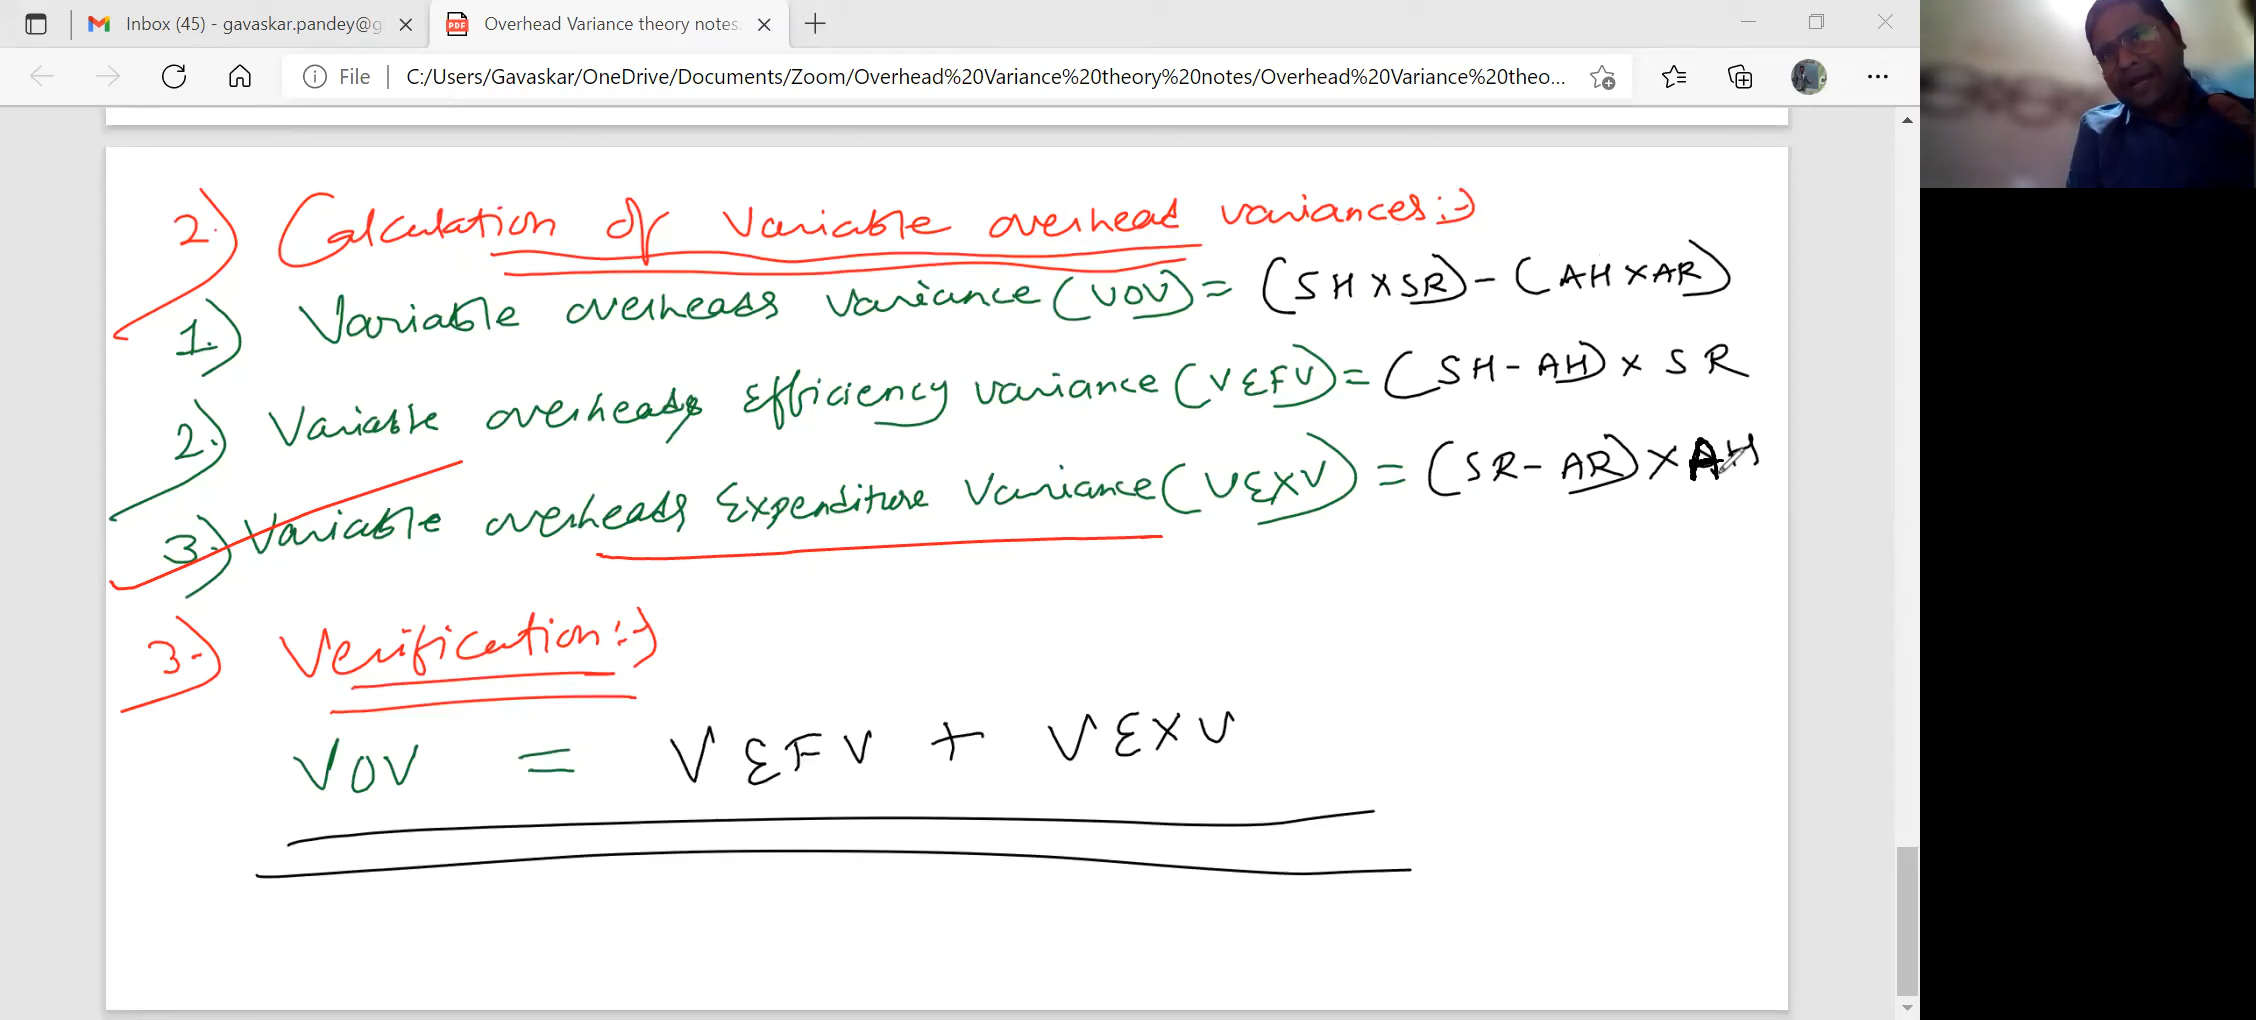 Inbox (45) - gavaskar.pandey@g
Overhead Variance theory notes
File
C:/Users/Gavaskar/OneDrive/Documents/Zoom/Overhead%20Variance%20theory%20notes/Overhead%20Variance%20theo...
2.) Calculation of Variable overhead variances:-)
1.) Variable overheads variance (VOV) = (SH X SR) - (AH X AR)
2.) Variable overheads Efficiency variance (VEFV) = (SH - AH) X SR
3.) Variable overheads Expenditure Variance (VEXV) = (SR - AR) X AH
3-) Verification:-)
VOV = VEFV + VEXV